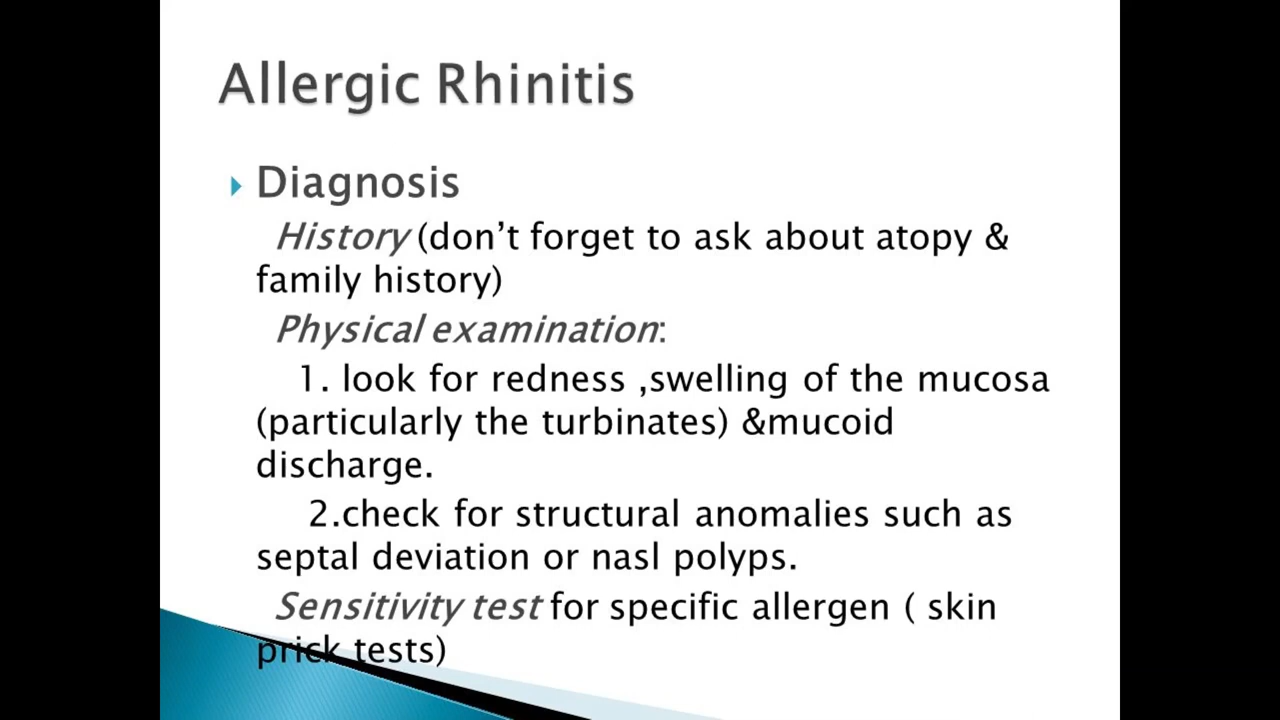 Allergic Rhinitis
Diagnosis
History (don’t forget to ask about atopy &
family history)
Physical examination:
1. look for redness ,swelling of the mucosa
(particularly the turbinates) &mucoid
discharge.
2.check for structural anomalies such as
septal deviation or nasl polyps.
Sensitivity test for specific allergen ( skin
prick tests)